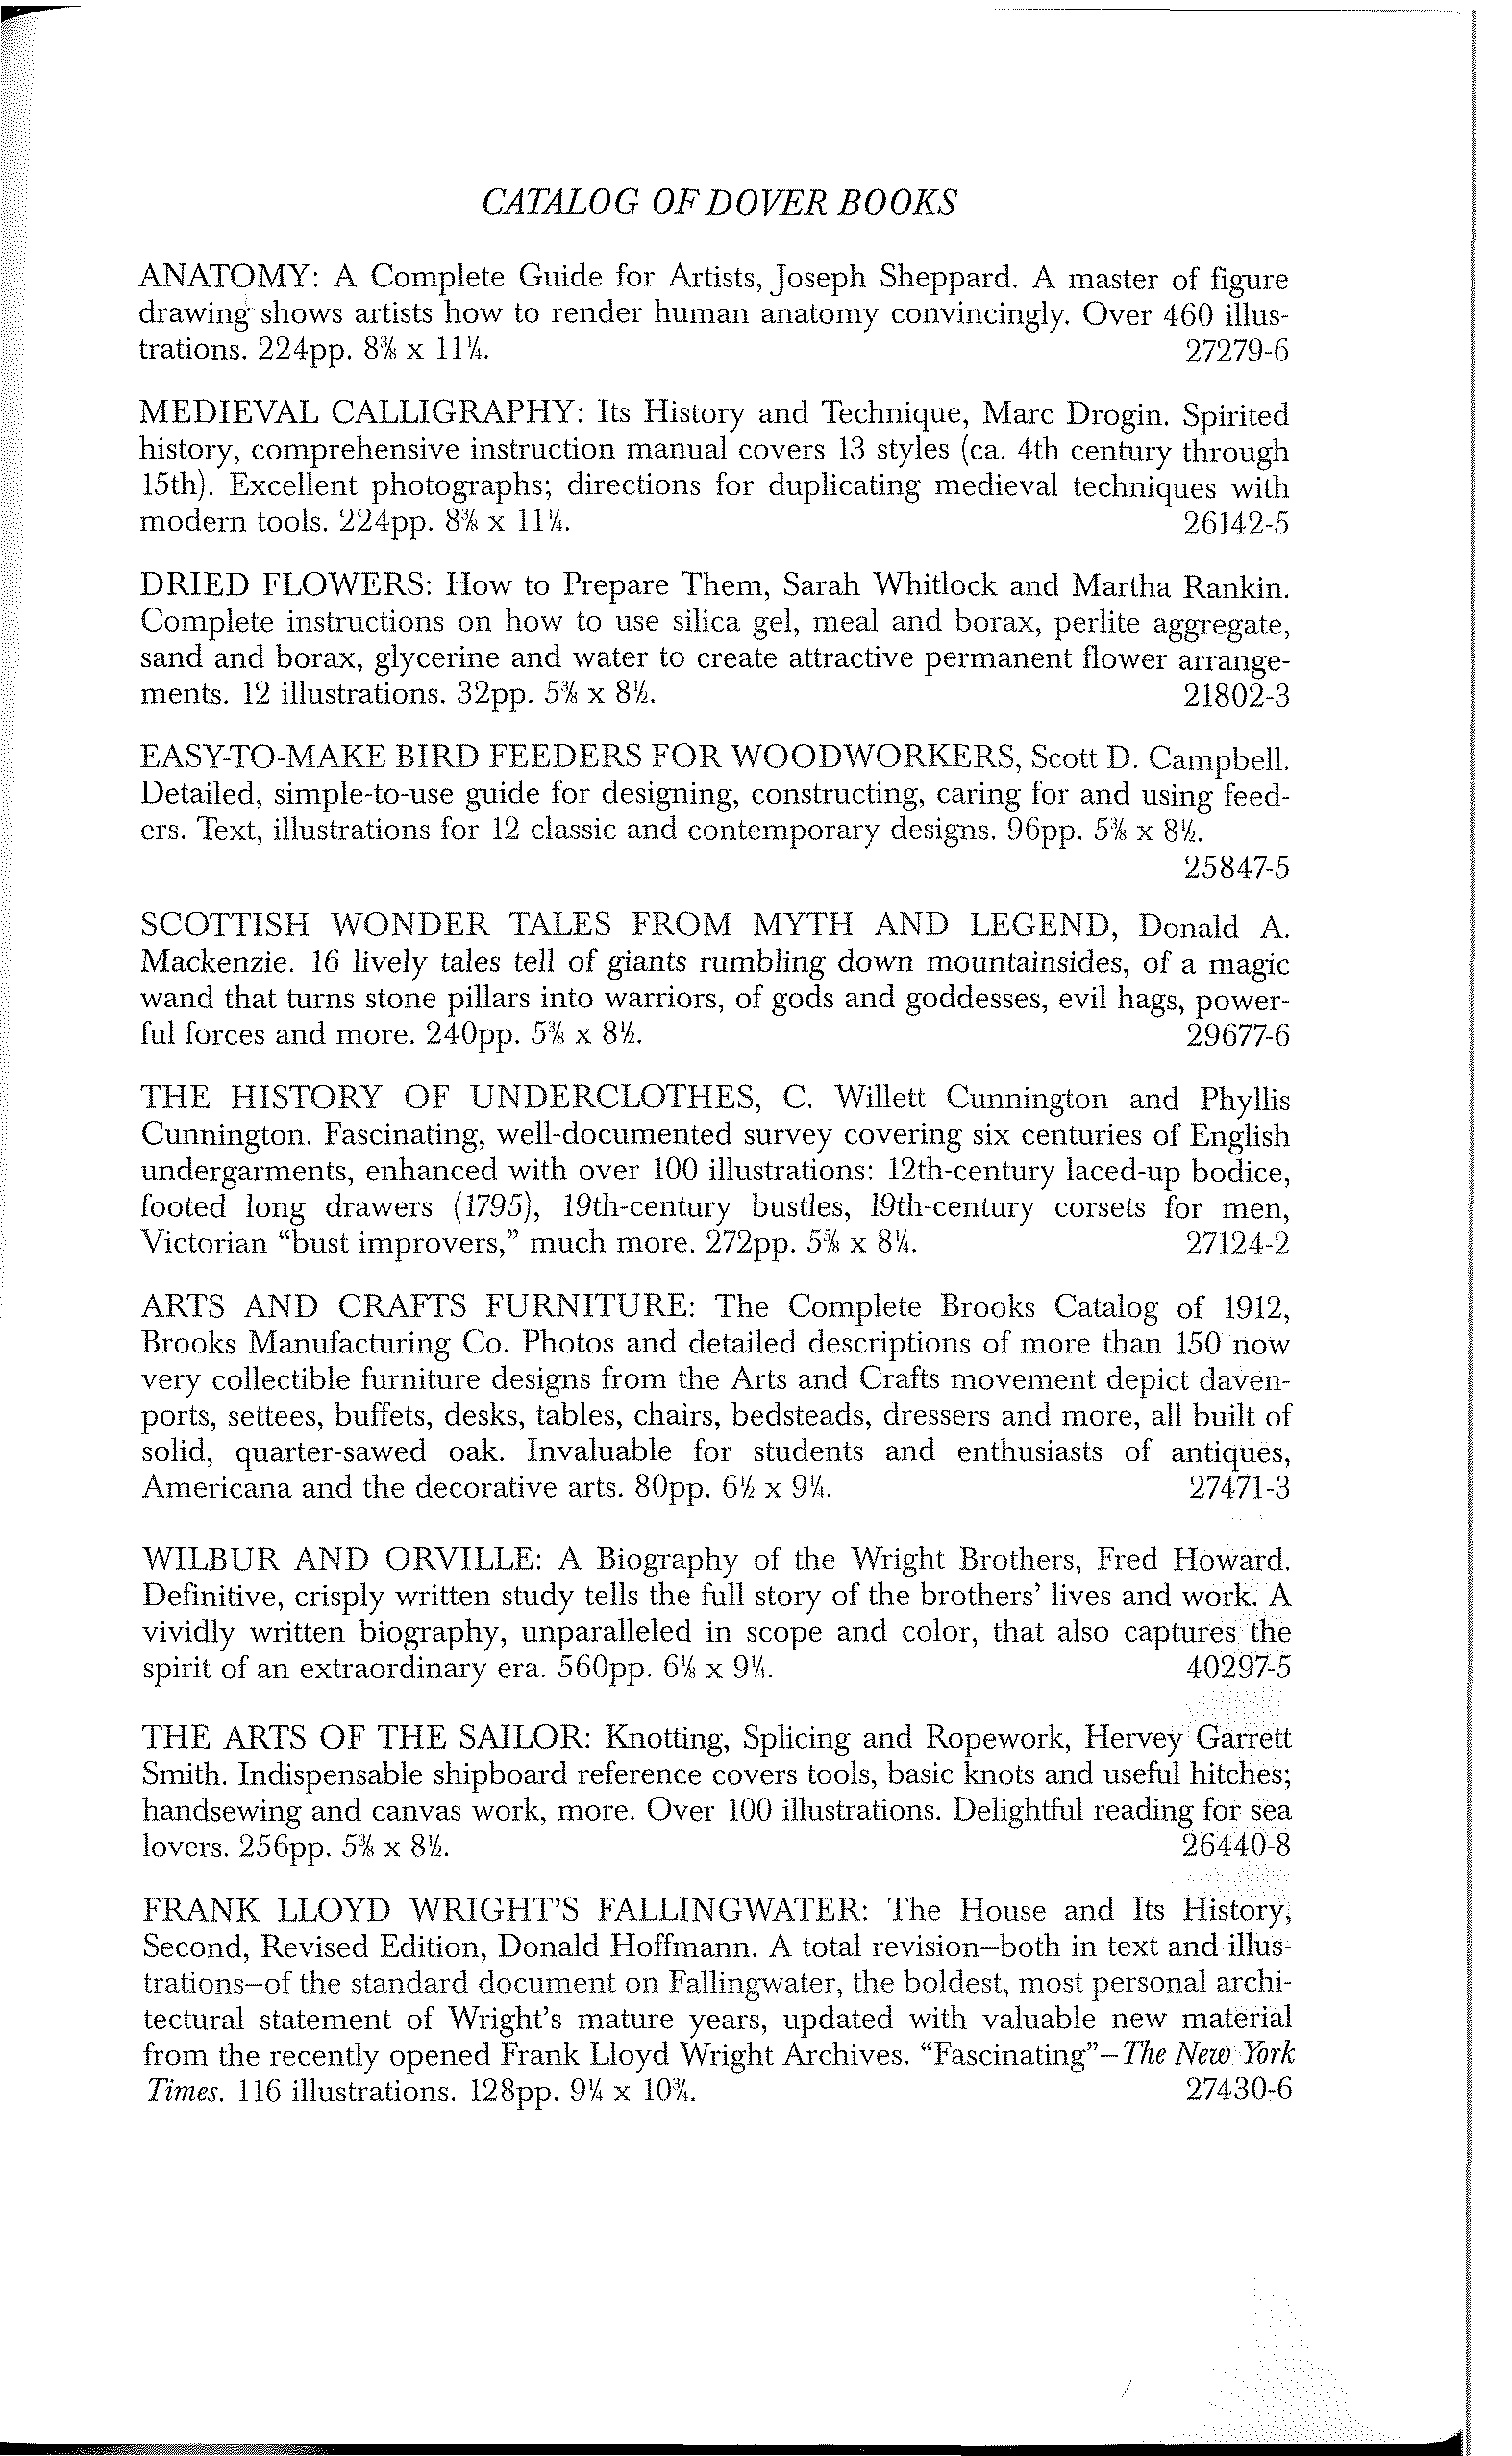 CATALOG OF DOVER BOOKS
ANATOMY: A Complete Guide for Artists, Joseph Sheppard. A master of figure
drawing shows artists how to render human anatomy convincingly. Over 460 illus-
trations. 224pp. 8⅜ x 11¼. 27279-6
MEDIEVAL CALLIGRAPHY: Its History and Technique, Marc Drogin. Spirited
history, comprehensive instruction manual covers 13 styles (ca. 4th century through
15th). Excellent photographs; directions for duplicating medieval techniques with
modern tools. 224pp. 8⅜ x 11¼. 26142-5
DRIED FLOWERS: How to Prepare Them, Sarah Whitlock and Martha Rankin.
Complete instructions on how to use silica gel, meal and borax, perlite aggregate,
sand and borax, glycerine and water to create attractive permanent flower arrange-
ments. 12 illustrations. 32pp. 5⅜ x 8½. 21802-3
EASY-TO-MAKE BIRD FEEDERS FOR WOODWORKERS, Scott D. Campbell.
Detailed, simple-to-use guide for designing, constructing, caring for and using feed-
ers. Text, illustrations for 12 classic and contemporary designs. 96pp. 5⅜ x 8½.
25847-5
SCOTTISH WONDER TALES FROM MYTH AND LEGEND, Donald A.
Mackenzie. 16 lively tales tell of giants rumbling down mountainsides, of a magic
wand that turns stone pillars into warriors, of gods and goddesses, evil hags, power-
ful forces and more. 240pp. 5⅜ x 8½. 29677-6
THE HISTORY OF UNDERCLOTHES, C. Willett Cunnington and Phyllis
Cunnington. Fascinating, well-documented survey covering six centuries of English
undergarments, enhanced with over 100 illustrations: 12th-century laced-up bodice,
footed long drawers (1795), 19th-century bustles, 19th-century corsets for men,
Victorian “bust improvers,” much more. 272pp. 5⅜ x 8¼. 27124-2
ARTS AND CRAFTS FURNITURE: The Complete Brooks Catalog of 1912,
Brooks Manufacturing Co. Photos and detailed descriptions of more than 150 now
very collectible furniture designs from the Arts and Crafts movement depict daven-
ports, settees, buffets, desks, tables, chairs, bedsteads, dressers and more, all built of
solid, quarter-sawed oak. Invaluable for students and enthusiasts of antiques,
Americana and the decorative arts. 80pp. 6½ x 9¼. 27471-3
WILBUR AND ORVILLE: A Biography of the Wright Brothers, Fred Howard.
Definitive, crisply written study tells the full story of the brothers’ lives and work. A
vividly written biography, unparalleled in scope and color, that also captures the
spirit of an extraordinary era. 560pp. 6⅛ x 9¼. 40297-5
THE ARTS OF THE SAILOR: Knotting, Splicing and Ropework, Hervey Garrett
Smith. Indispensable shipboard reference covers tools, basic knots and useful hitches;
handsewing and canvas work, more. Over 100 illustrations. Delightful reading for sea
lovers. 256pp. 5⅜ x 8½. 26440-8
FRANK LLOYD WRIGHT’S FALLINGWATER: The House and Its History,
Second, Revised Edition, Donald Hoffmann. A total revision—both in text and illus-
trations—of the standard document on Fallingwater, the boldest, most personal archi-
tectural statement of Wright’s mature years, updated with valuable new material
from the recently opened Frank Lloyd Wright Archives. “Fascinating”—The New York
Times. 116 illustrations. 128pp. 9¼ x 10¾. 27430-6